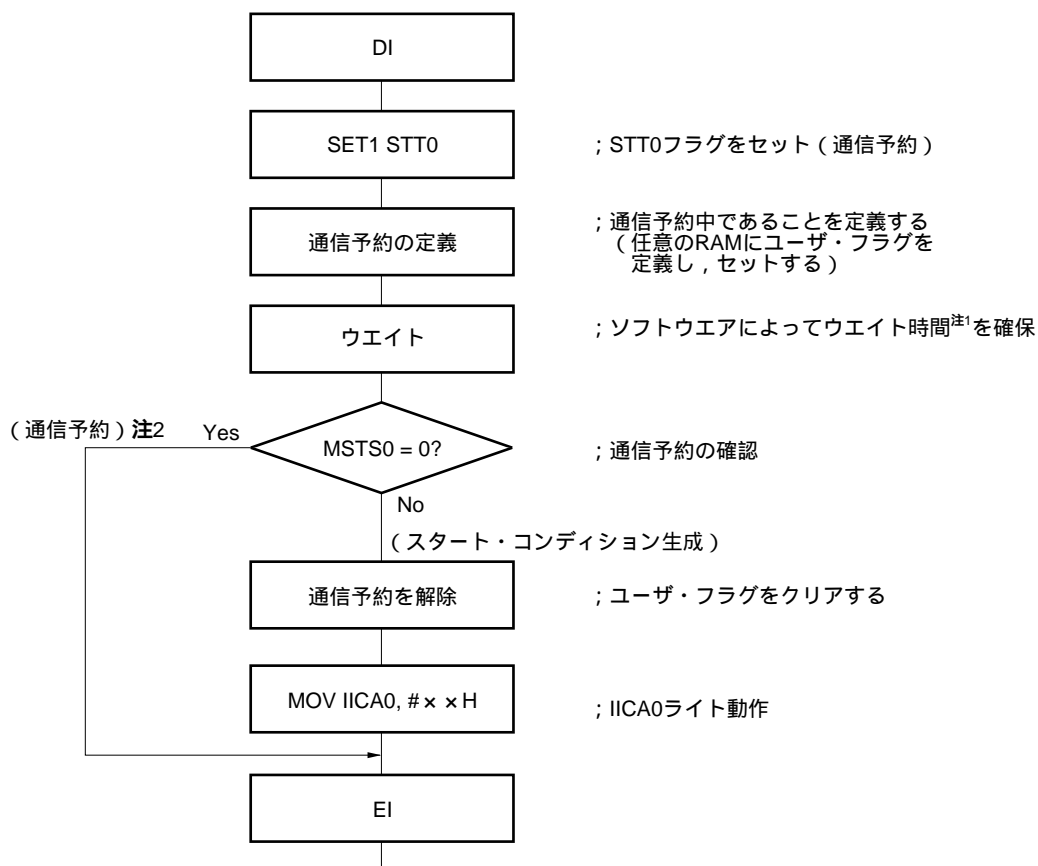 DI
SET1 STT0
；STT0フラグをセット（通信予約）
通信予約の定義
；通信予約中であることを定義する
（任意のRAMにユーザ・フラグを
定義し，セットする）
ウエイト
；ソフトウエアによってウエイト時間注1を確保
（通信予約）注2
Yes
MSTS0 = 0?
；通信予約の確認
No
（スタート・コンディション生成）
通信予約を解除
；ユーザ・フラグをクリアする
MOV IICA0, #××H
；IICA0ライト動作
EI